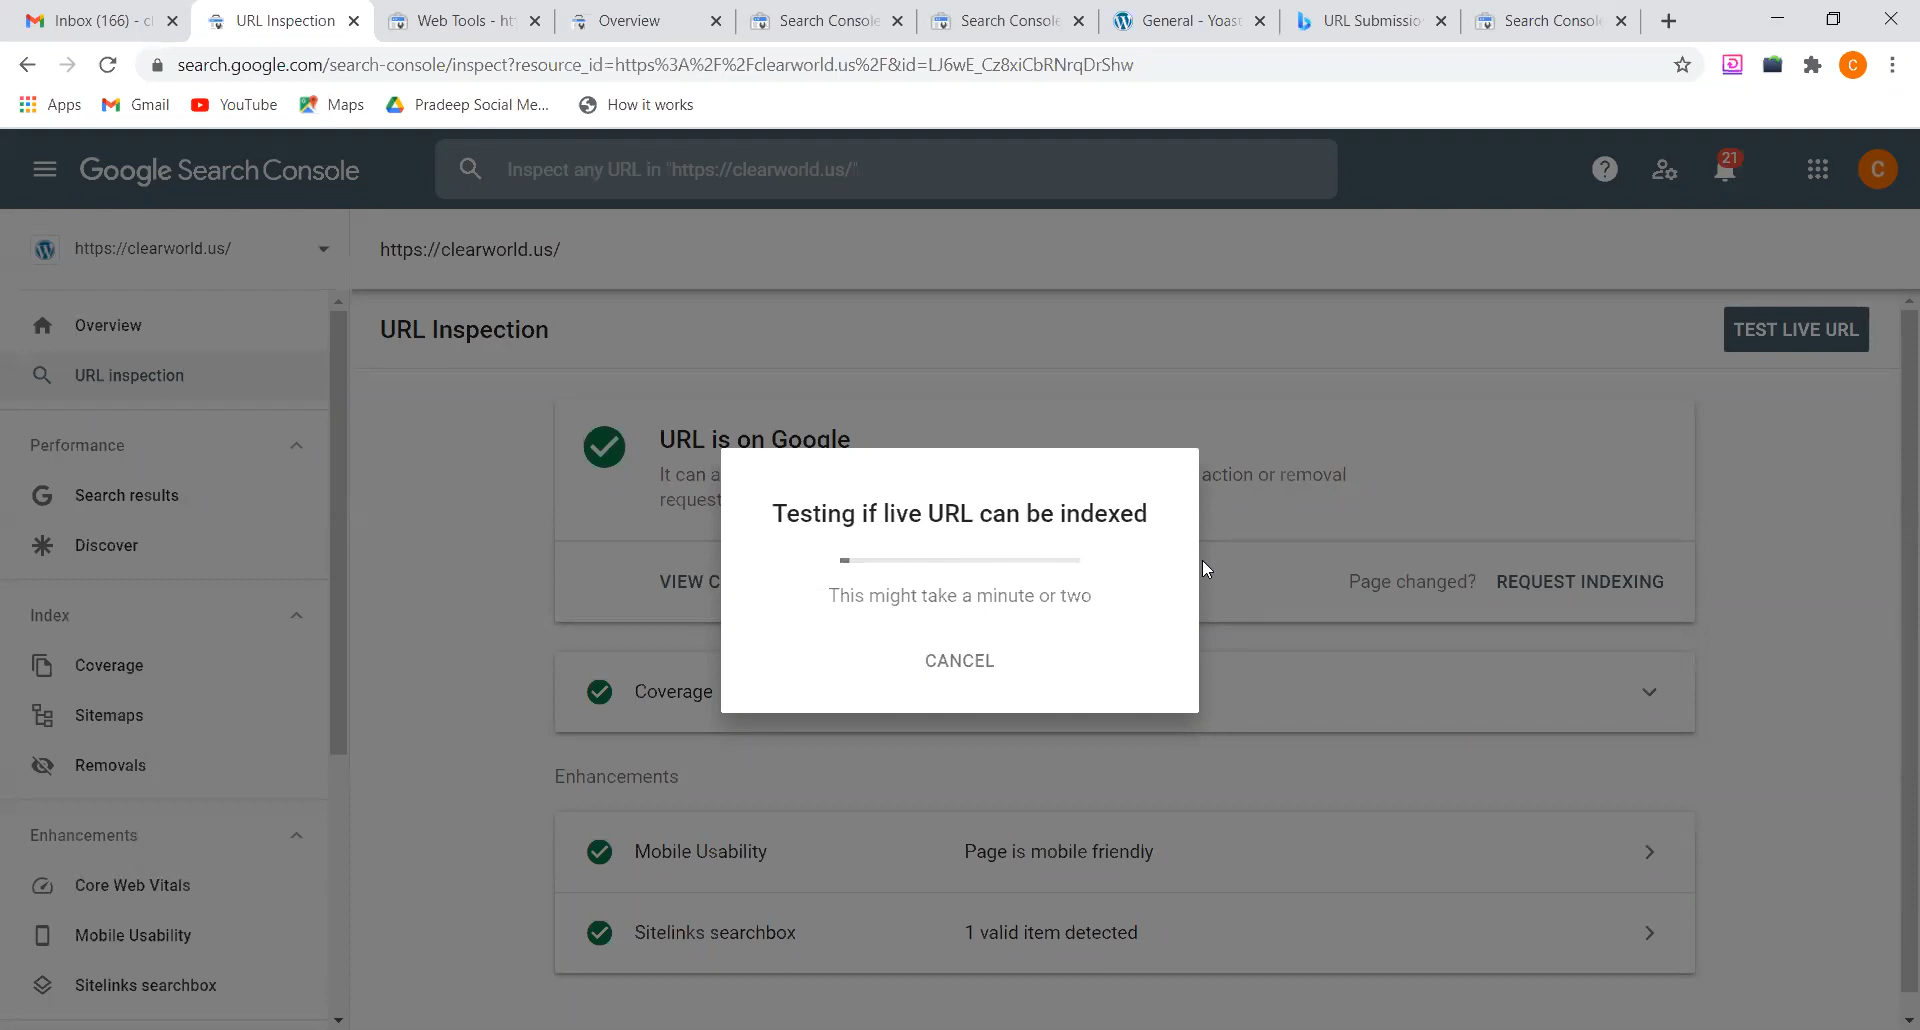 Inbox (166) - cl
URL Inspection
Web Tools - htt
Overview
Search Console
Search Console
General - Yoast
URL Submissio
Search Console
search.google.com/search-console/inspect?resource_id=https%3A%2F%2Fclearworld.us%2F&id=LJ6wE_Cz8xiCbRNrqDrShw
C
Apps
Gmail
YouTube
Maps
Pradeep Social Me...
How it works
Google Search Console
Inspect any URL in "https://clearworld.us/"
21
C
https://clearworld.us/
https://clearworld.us/
Overview
URL inspection
Performance
Search results
Discover
Index
Coverage
Sitemaps
Removals
Enhancements
Core Web Vitals
Mobile Usability
Sitelinks searchbox
URL Inspection
TEST LIVE URL
URL is on Google
It can a
action or removal
request
Testing if live URL can be indexed
This might take a minute or two
CANCEL
VIEW C
Page changed? REQUEST INDEXING
Coverage
Enhancements
Mobile Usability
Page is mobile friendly
Sitelinks searchbox
1 valid item detected